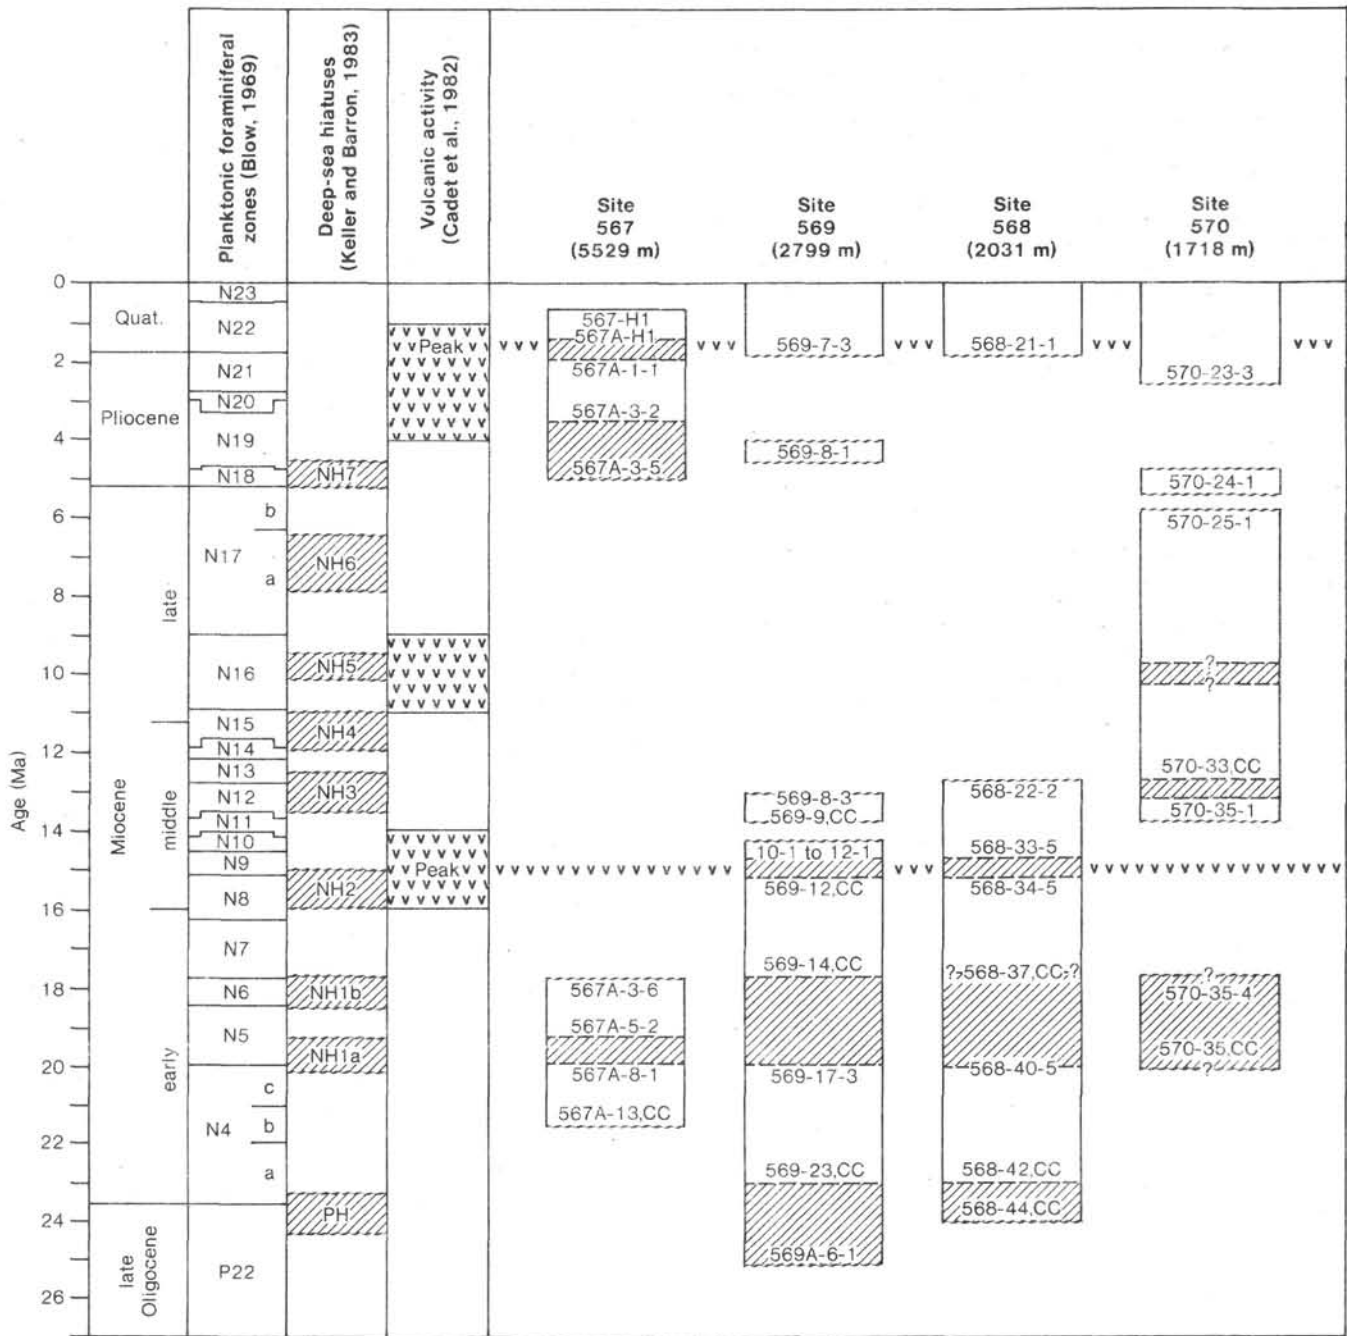 Planktonic foraminiferal
zones (Blow, 1969)
Deep-sea hiatuses
(Keller and Barron, 1983)
Vulcanic activity
(Cadet et al., 1982)
Site
567
(5529 m)
Site
569
(2799 m)
Site
568
(2031 m)
Site
570
(1718 m)
Age (Ma)
0
2
4
6
8
10
12
14
16
18
20
22
24
26
Quat.
Pliocene
Miocene
late
middle
early
late
Oligocene
N23
N22
N21
N20
N19
N18
b
N17
a
N16
N15
N14
N13
N12
N11
N10
N9
N8
N7
N6
N5
c
N4
b
a
P22
NH7
NH6
NH5
NH4
NH3
NH2
NH1b
NH1a
PH
Peak
Peak
567-H1
567A-H1
567A-1-1
567A-3-2
567A-3-5
567A-3-6
567A-5-2
567A-8-1
567A-13,CC
569-7-3
569-8-1
569-8-3
569-9,CC
10-1 to 12-1
569-12,CC
569-14,CC
569-17-3
569-23,CC
569A-6-1
568-21-1
568-22-2
568-33-5
568-34-5
?-568-37,CC-?
568-40-5
568-42,CC
568-44,CC
570-23-3
570-24-1
570-25-1
?
?
570-33,CC
570-35-1
?
570-35-4
570-35,CC
?